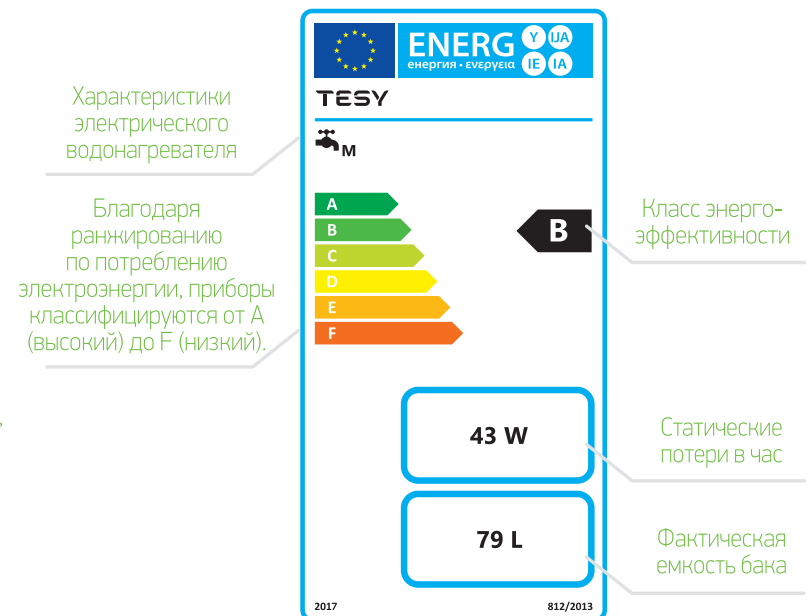 ENERG Y IJA
енергия · ενεργεια IE IA
TESY
M
Характеристики
электрического
водонагревателя
A
B
C
D
E
F
B
Благодаря
ранжированию
по потреблению
электроэнергии, приборы
классифицируются от A
(высокий) до F (низкий).
Класс энерго-
эффективности
43 W
Статические
потери в час
79 L
Фактическая
емкость бака
2017
812/2013